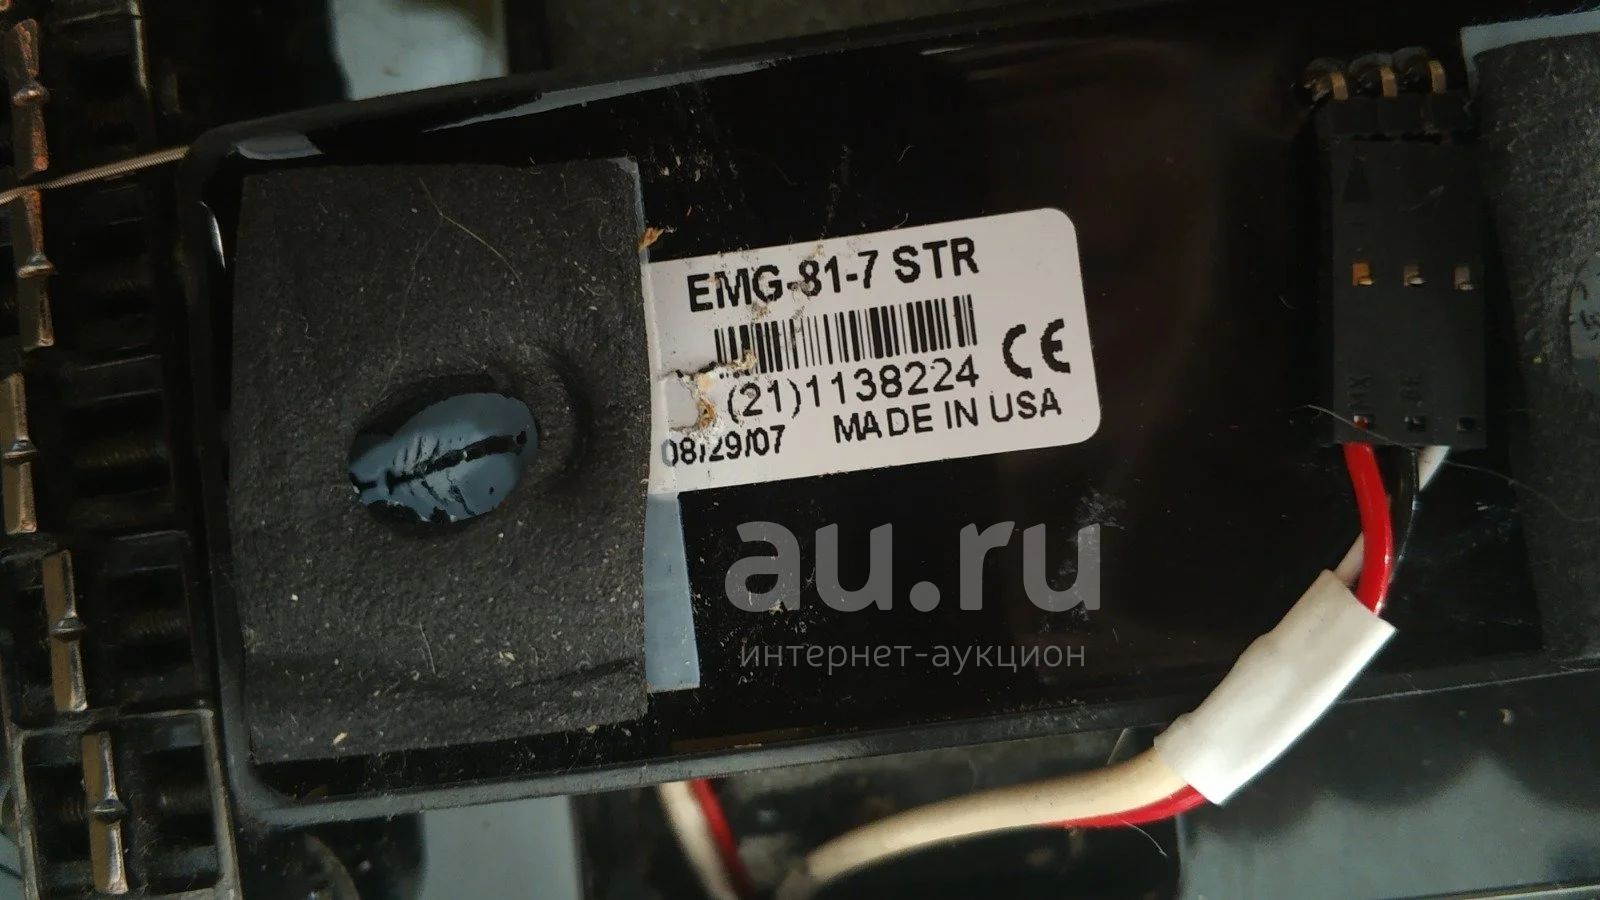 EMG-81-7 STR
(21)1138224
CE
08/29/07 MADE IN USA
au.ru
интернет-аукцион